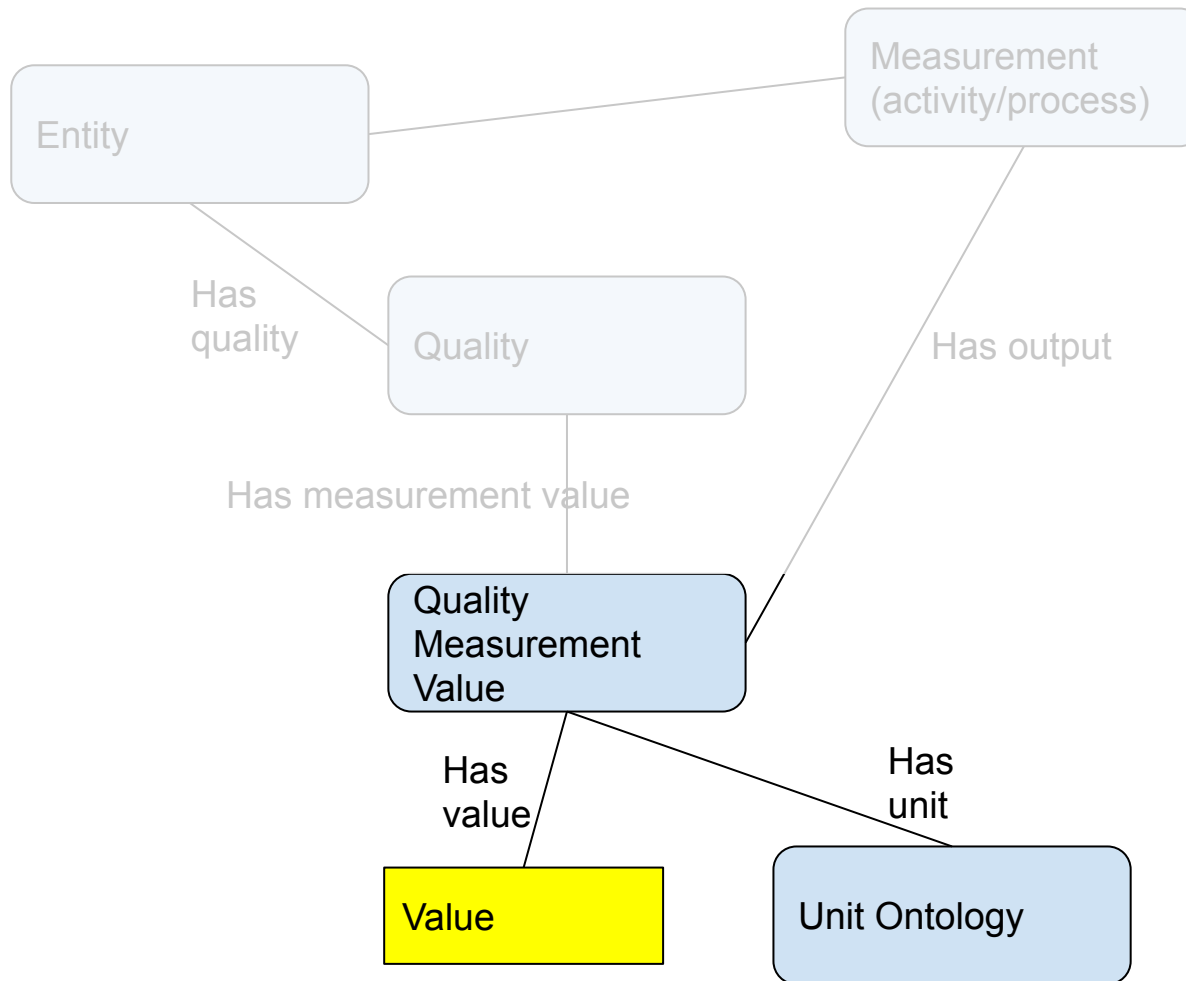 Measurement
(activity/process)
Entity
Has
quality
Quality
Has output
Has measurement value
Quality
Measurement
Value
Has
value
Has
unit
Value
Unit Ontology